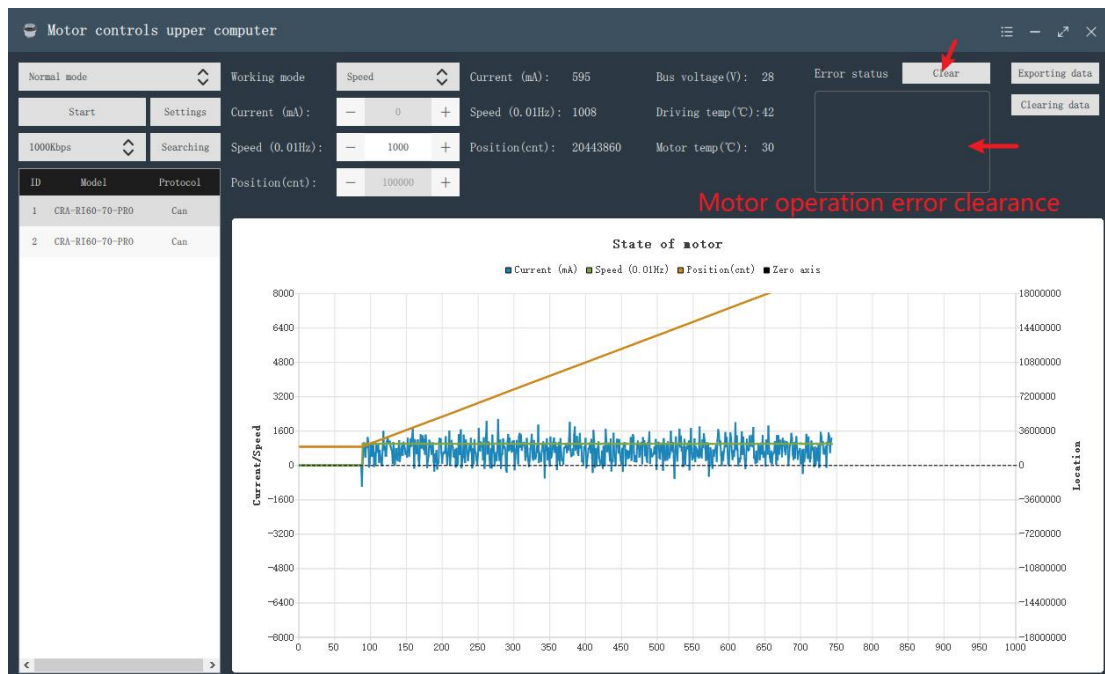 Motor controls upper computer
Normal mode
Working mode
Speed
Current (mA): 595
Bus voltage(V): 28
Error status
Clear
Exporting data
Start
Settings
Current (mA):
— 0 +
Speed (0.01Hz): 1008
Driving temp(℃):42
Clearing data
1000Kbps
Searching
Speed (0.01Hz):
— 1000 +
Position(cnt): 20443860
Motor temp(℃): 30
ID Model Protocol
Position(cnt):
— 100000 +
Motor operation error clearance
1 CRA-RI60-70-PRO Can
2 CRA-RI60-70-PRO Can
State of motor
Current (mA) Speed (0.01Hz) Position(cnt) Zero axis
8000 18000000
6400 14400000
4800 10800000
3200 7200000
1600 3600000
0 0
-1600 -3600000
-3200 -7200000
-4800 -10800000
-6400 -14400000
-8000 -18000000
Current/Speed
Location
0 50 100 150 200 250 300 350 400 450 500 550 600 650 700 750 800 850 900 950 1000